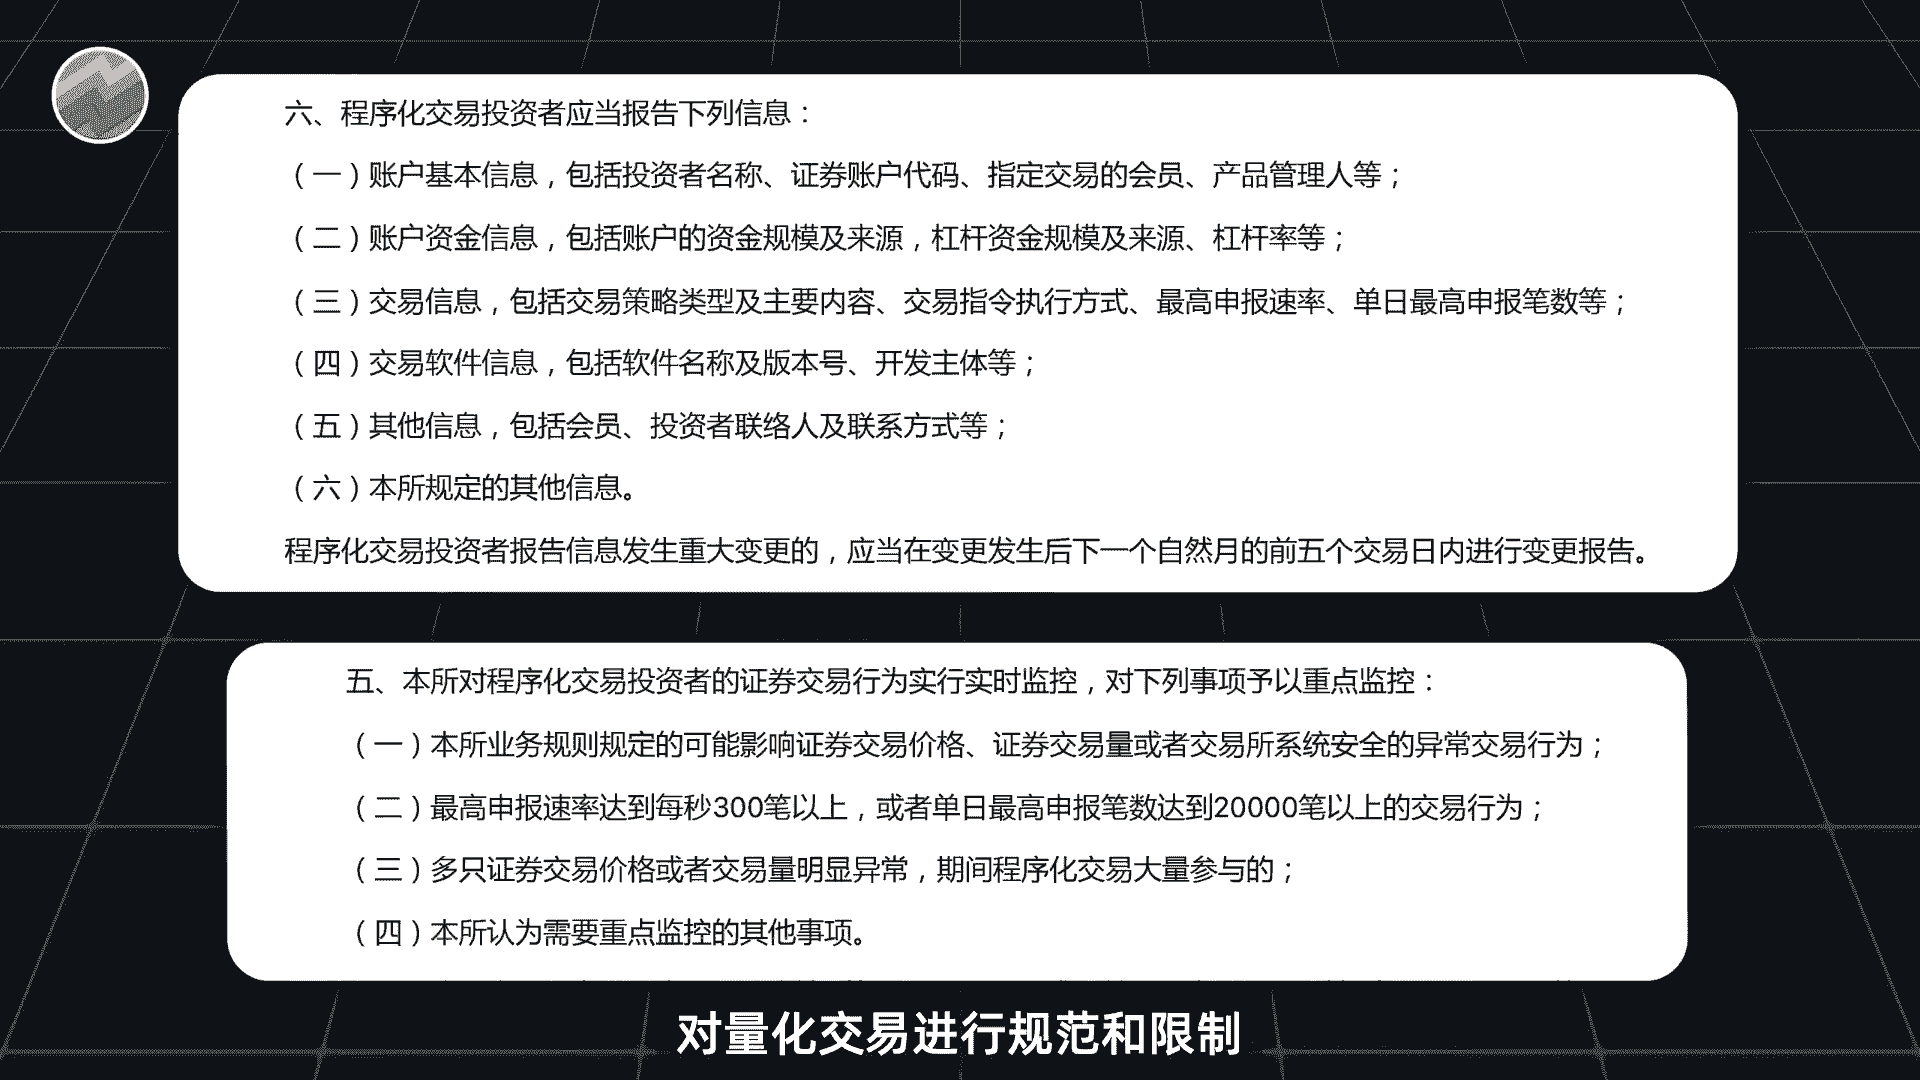 六、程序化交易投资者应当报告下列信息：
（一）账户基本信息，包括投资者名称、证券账户代码、指定交易的会员、产品管理人等；
（二）账户资金信息，包括账户的资金规模及来源，杠杆资金规模及来源、杠杆率等；
（三）交易信息，包括交易策略类型及主要内容、交易指令执行方式、最高申报速率、单日最高申报笔数等；
（四）交易软件信息，包括软件名称及版本号、开发主体等；
（五）其他信息，包括会员、投资者联络人及联系方式等；
（六）本所规定的其他信息。
程序化交易投资者报告信息发生重大变更的，应当在变更发生后下一个自然月的前五个交易日内进行变更报告。
五、本所对程序化交易投资者的证券交易行为实行实时监控，对下列事项予以重点监控：
（一）本所业务规则规定的可能影响证券交易价格、证券交易量或者交易所系统安全的异常交易行为；
（二）最高申报速率达到每秒300笔以上，或者单日最高申报笔数达到20000笔以上的交易行为；
（三）多只证券交易价格或者交易量明显异常，期间程序化交易大量参与的；
（四）本所认为需要重点监控的其他事项。
对量化交易进行规范和限制